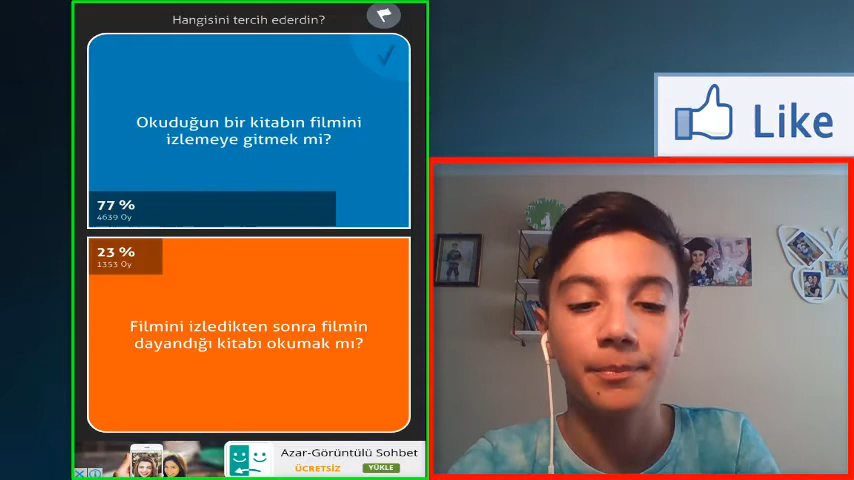 Hangisini tercih ederdin?
Okuduğun bir kitabın filmini
izlemeye gitmek mi?
77 %
4639 Oy
23 %
1353 Oy
Filmini izledikten sonra filmin
dayandığı kitabı okumak mı?
Azar-Görüntülü Sohbet
ÜCRETSİZ
YÜKLE
Like